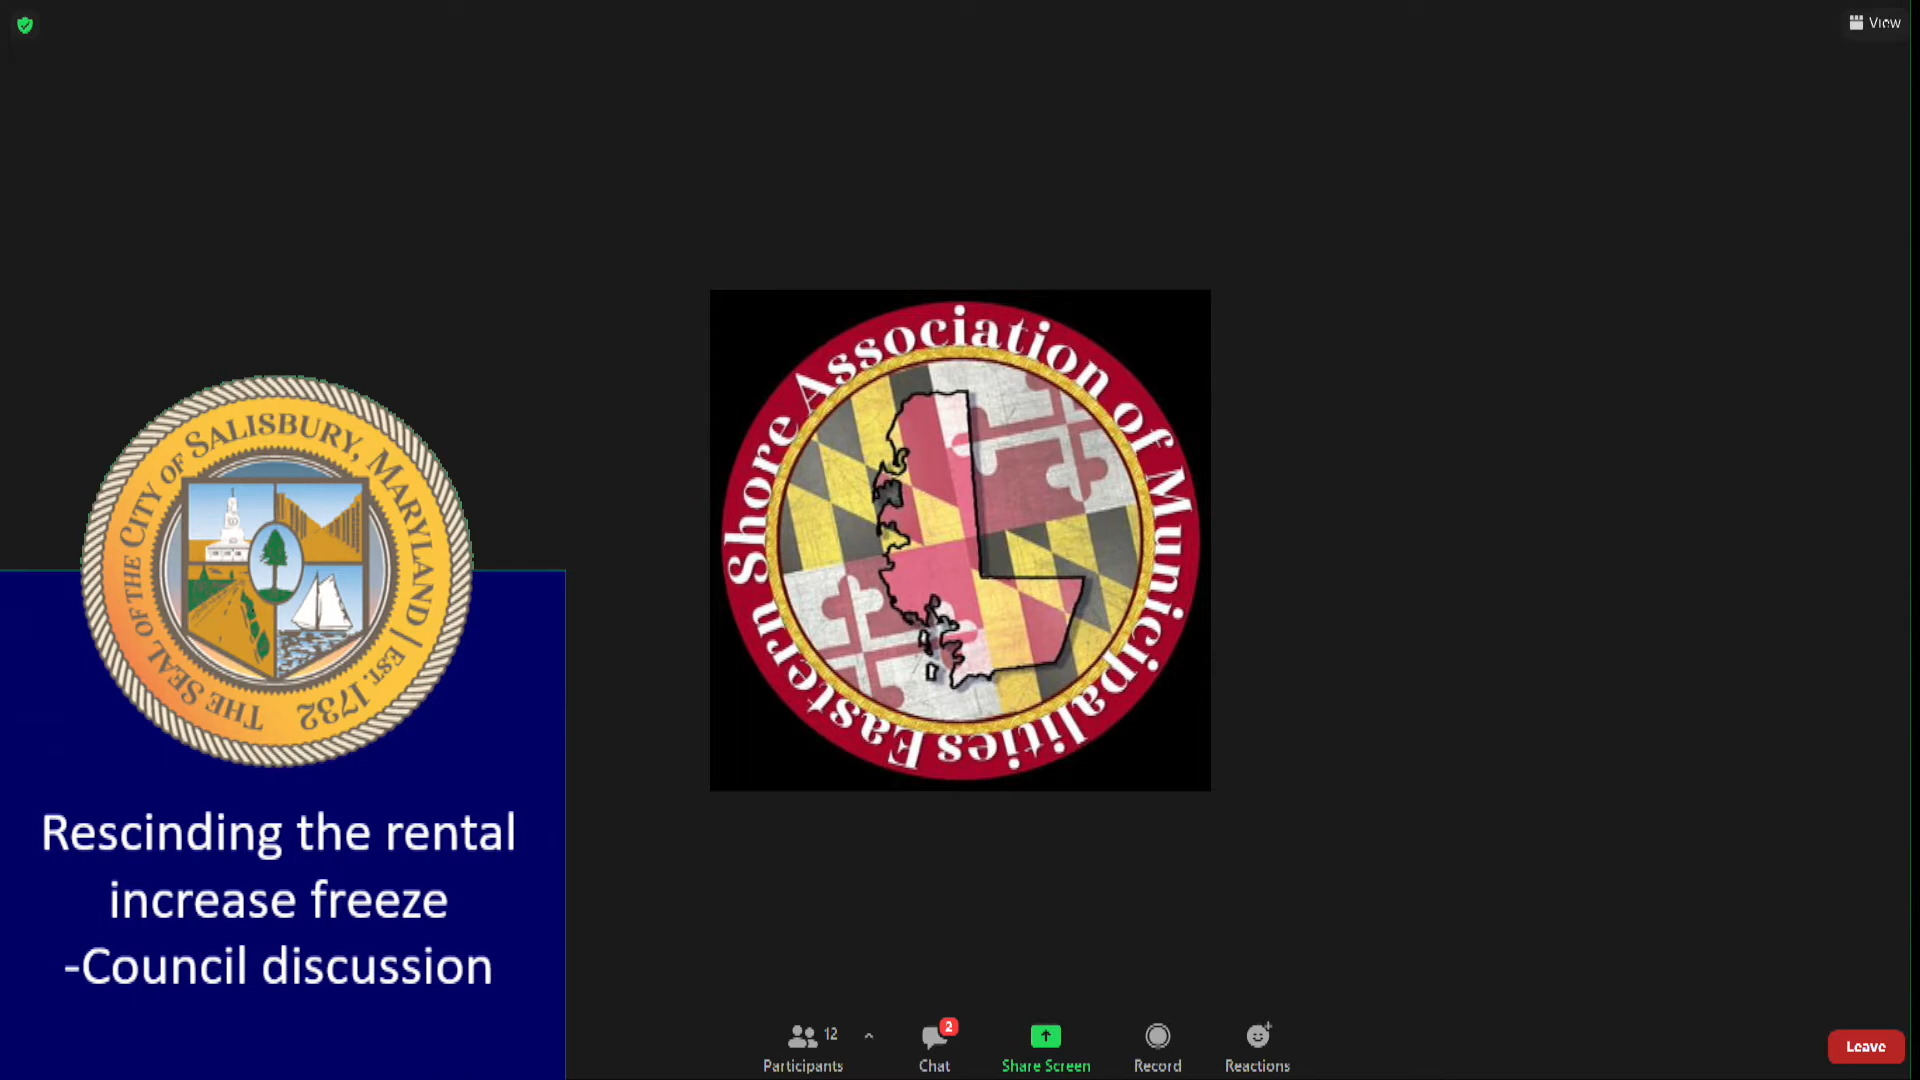 View
Eastern Shore Association of Municipalities
THE SEAL OF THE CITY OF SALISBURY, MARYLAND | EST. 1732
Rescinding the rental
increase freeze
-Council discussion
12
2
Participants
Chat
Share Screen
Record
Reactions
Leave